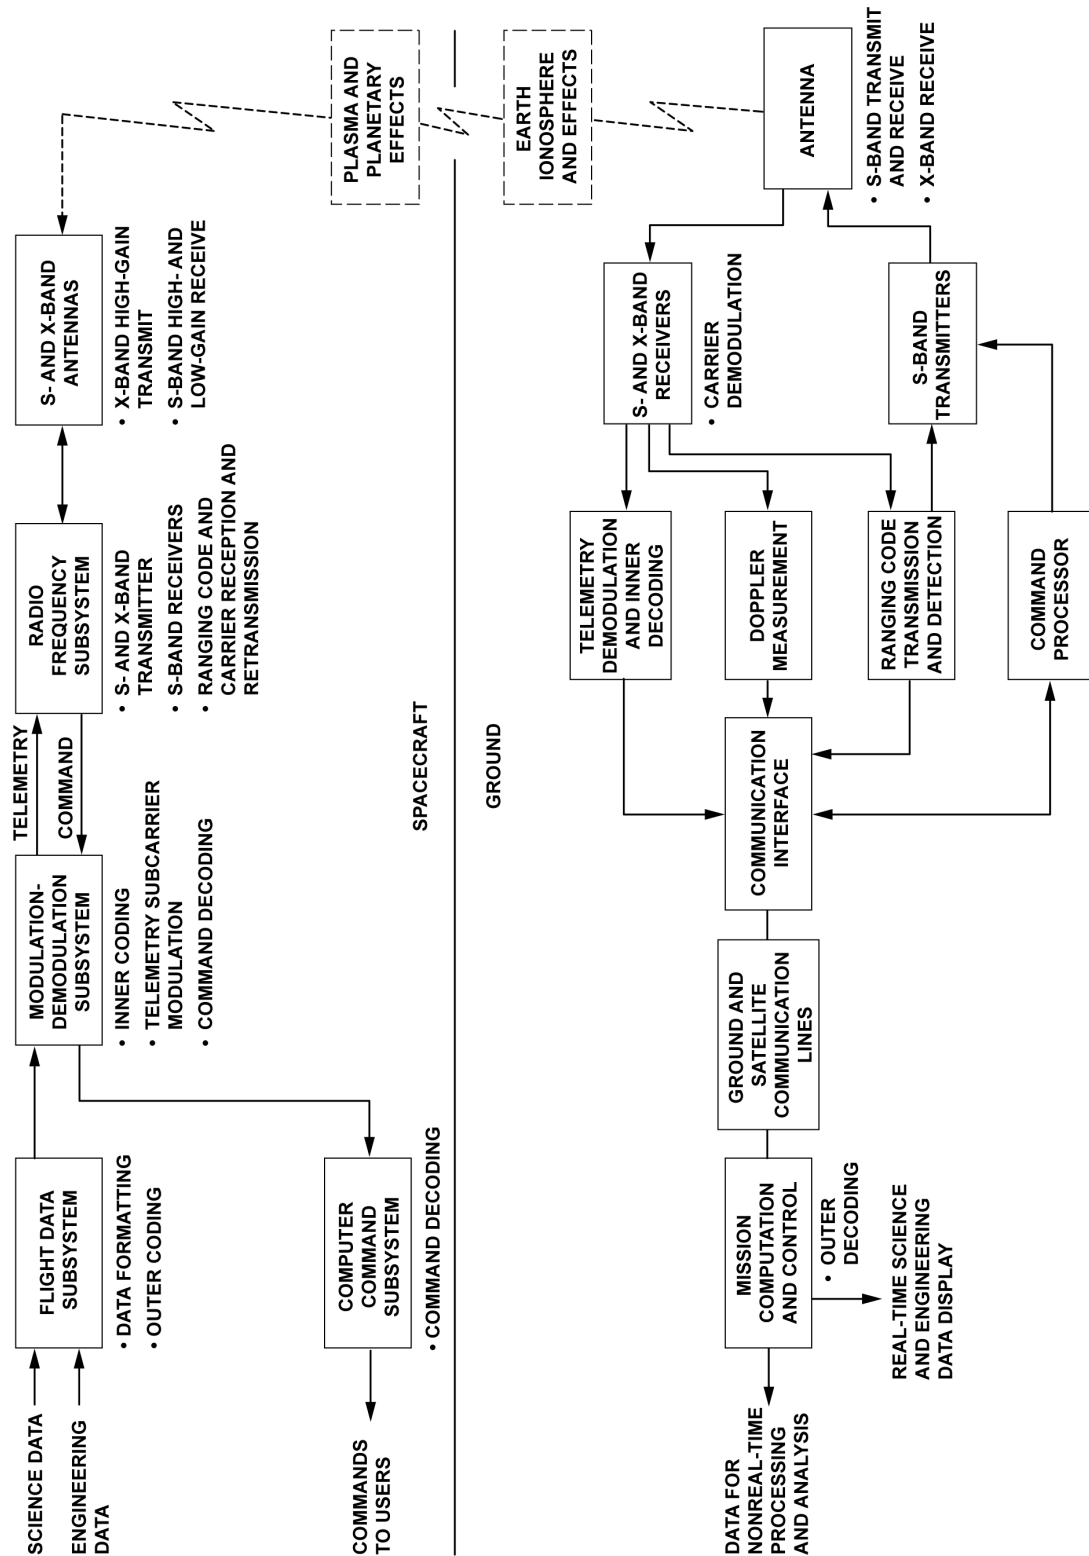 SCIENCE DATA
ENGINEERING
DATA
FLIGHT DATA
SUBSYSTEM
• DATA FORMATTING
• OUTER CODING
MODULATION-
DEMODULATION
SUBSYSTEM
• INNER CODING
• TELEMETRY SUBCARRIER
MODULATION
• COMMAND DECODING
TELEMETRY
COMMAND
RADIO
FREQUENCY
SUBSYSTEM
• S- AND X-BAND
TRANSMITTER
• S-BAND RECEIVERS
• RANGING CODE AND
CARRIER RECEPTION AND
RETRANSMISSION
S- AND X-BAND
ANTENNAS
• X-BAND HIGH-GAIN
TRANSMIT
• S-BAND HIGH- AND
LOW-GAIN RECEIVE
COMMANDS
TO USERS
COMPUTER
COMMAND
SUBSYSTEM
• COMMAND DECODING
PLASMA AND
PLANETARY
EFFECTS
SPACECRAFT
GROUND
EARTH
IONOSPHERE
AND EFFECTS
DATA FOR
NONREAL-TIME
PROCESSING
AND ANALYSIS
MISSION
COMPUTATION
AND CONTROL
• OUTER
DECODING
REAL-TIME SCIENCE
AND ENGINEERING
DATA DISPLAY
GROUND AND
SATELLITE
COMMUNICATION
LINES
COMMUNICATION
INTERFACE
TELEMETRY
DEMODULATION
AND INNER
DECODING
DOPPLER
MEASUREMENT
RANGING CODE
TRANSMISSION
AND DETECTION
COMMAND
PROCESSOR
S- AND X-BAND
RECEIVERS
• CARRIER
DEMODULATION
S-BAND
TRANSMITTERS
ANTENNA
• S-BAND TRANSMIT
AND RECEIVE
• X-BAND RECEIVE